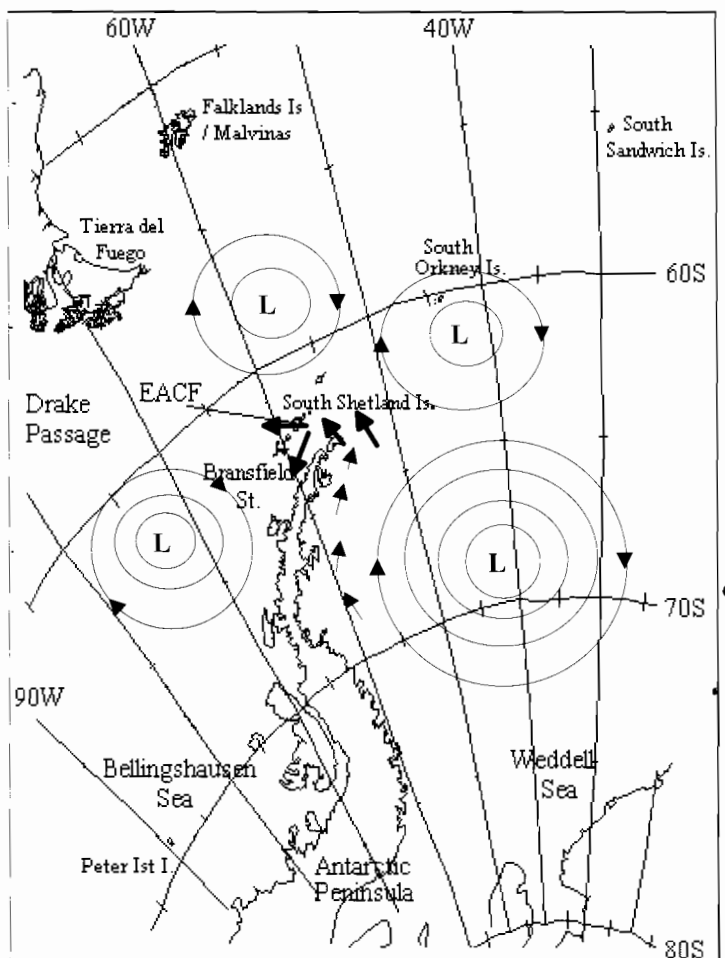 60W
40W
Falklands Is
/ Malvinas
South
Sandwich Is.
Tierra del
Fuego
South
Orkney Is.
60S
L
L
EACF
South Shetland Is.
Drake
Passage
Bransfield
St.
L
L
70S
90W
Bellingshausen
Sea
Weddell
Sea
Peter Ist I
Antarctic
Peninsula
80S